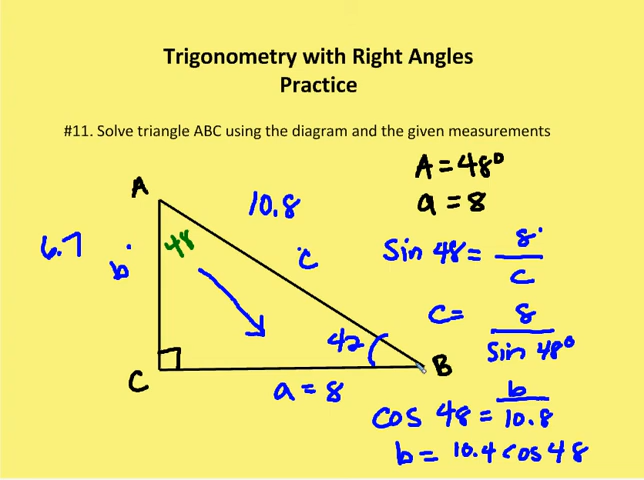 Trigonometry with Right Angles
Practice
#11. Solve triangle ABC using the diagram and the given measurements
A = 48°
a = 8
A
10.8
6.7
48
b
c
Sin 48 = 8/c
c = 8/Sin 48°
42
B
C
a = 8
cos 48 = b/10.8
b = 10.4 cos 48